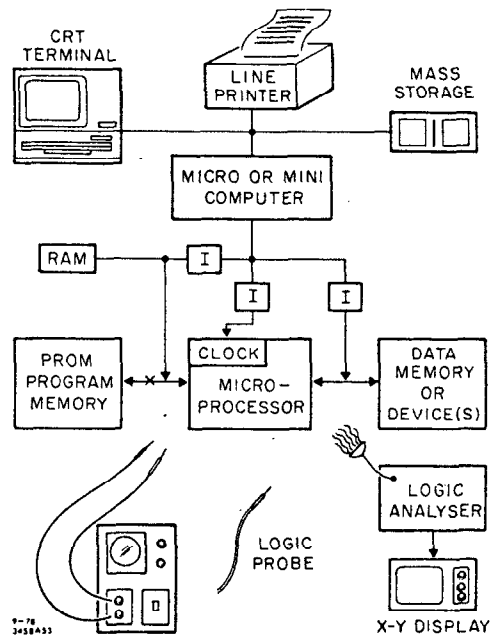 CRT
TERMINAL
LINE
PRINTER
MASS
STORAGE
MICRO OR MINI
COMPUTER
RAM
I
I
I
CLOCK
PROM
PROGRAM
MEMORY
MICRO-
PROCESSOR
DATA
MEMORY
OR
DEVICE(S)
LOGIC
ANALYSER
LOGIC
PROBE
X-Y DISPLAY
9-78
3458A53